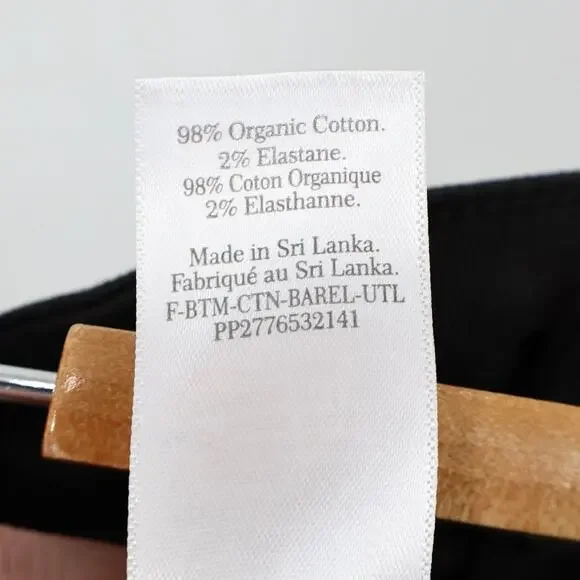 98% Organic Cotton.
2% Elastane.
98% Coton Organique
2% Elasthanne.
Made in Sri Lanka.
Fabriqué au Sri Lanka.
F-BTM-CTN-BAREL-UTL
PP2776532141